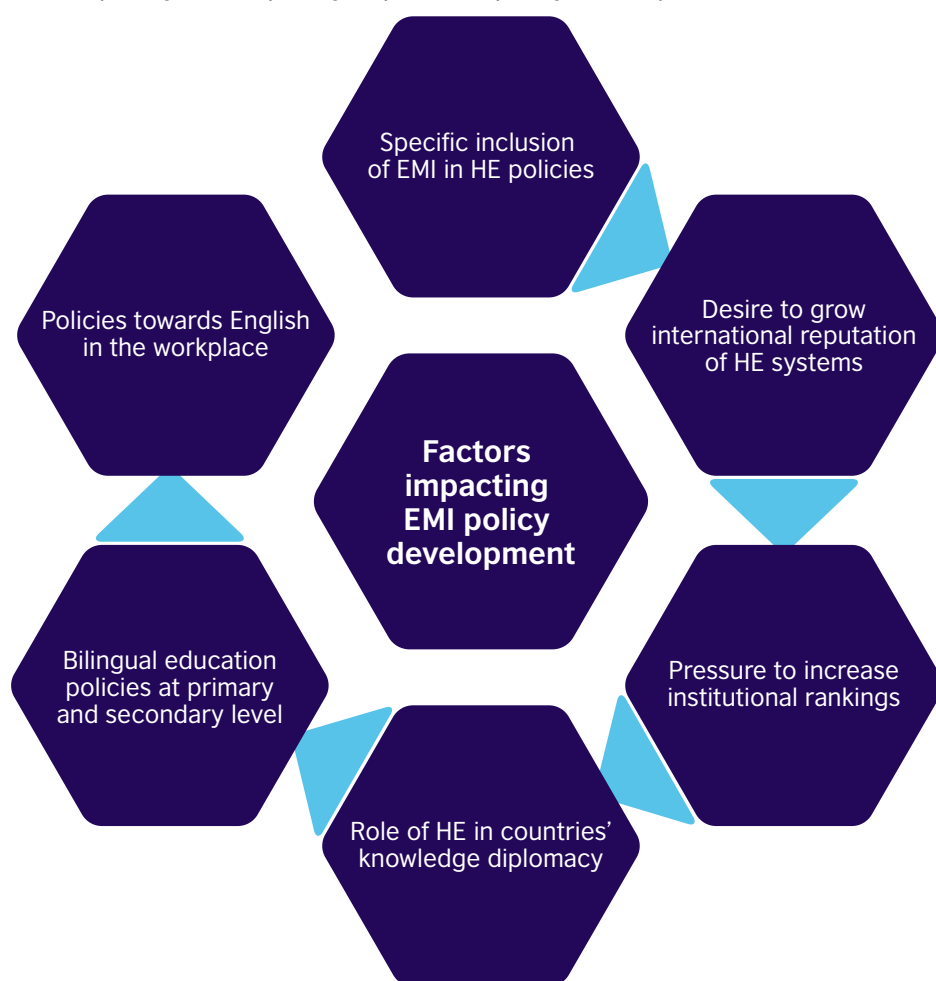 Specific inclusion
of EMI in HE policies
Desire to grow
international reputation
of HE systems
Pressure to increase
institutional rankings
Role of HE in countries’
knowledge diplomacy
Bilingual education
policies at primary
and secondary level
Policies towards English
in the workplace
Factors
impacting
EMI policy
development